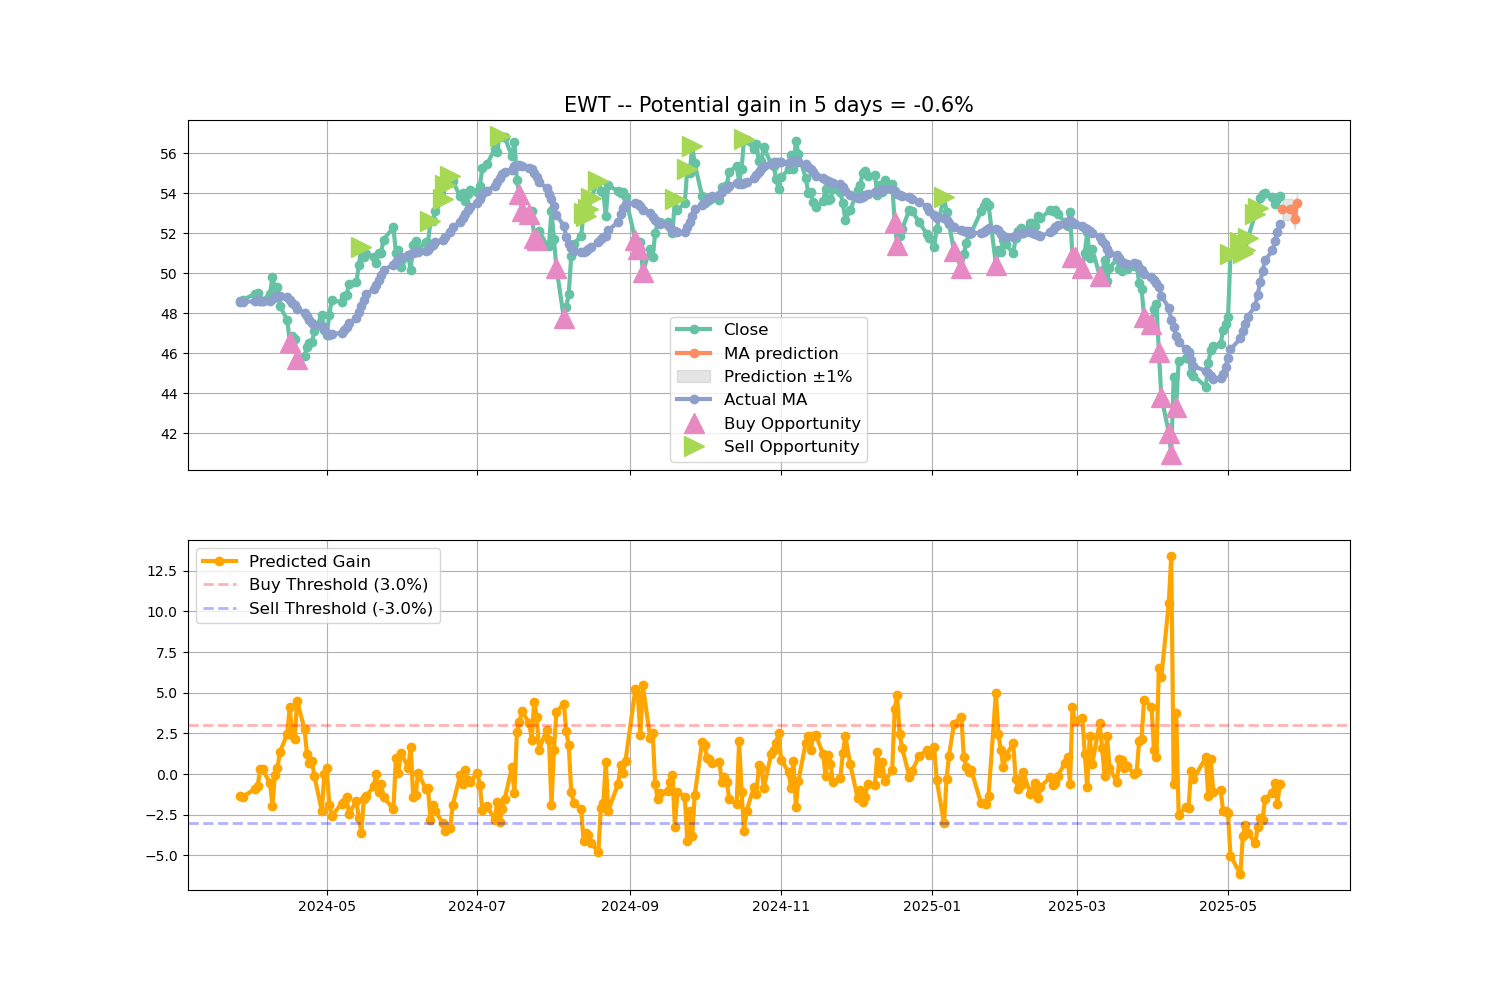 EWT -- Potential gain in 5 days = -0.6%
56
54
52
50
48
46
44
42
Close
MA prediction
Prediction ±1%
Actual MA
Buy Opportunity
Sell Opportunity
12.5
10.0
7.5
5.0
2.5
0.0
−2.5
−5.0
Predicted Gain
Buy Threshold (3.0%)
Sell Threshold (-3.0%)
2024-05 2024-07 2024-09 2024-11 2025-01 2025-03 2025-05